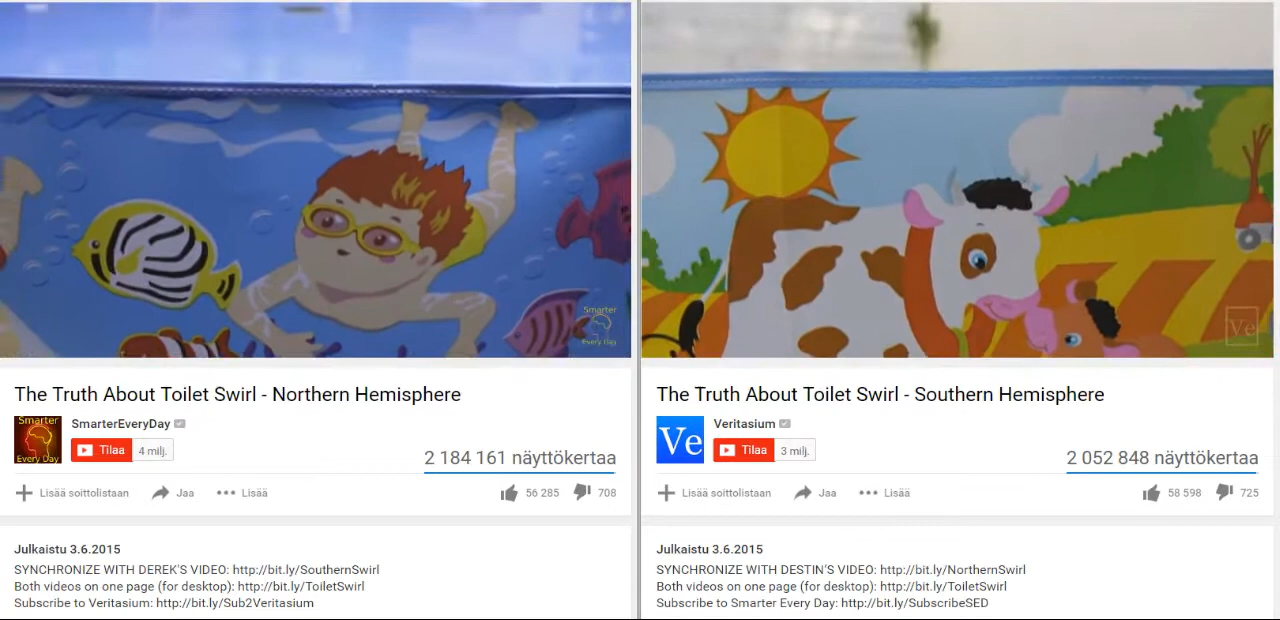 Smarter
Every Day
The Truth About Toilet Swirl - Northern Hemisphere
Smarter
Every Day
SmarterEveryDay
Tilaa
4 milj.
2 184 161 näyttökertaa
Lisää soittolistaan
Jaa
Lisää
56 285
708
Julkaistu 3.6.2015
SYNCHRONIZE WITH DEREK'S VIDEO: http://bit.ly/SouthernSwirl
Both videos on one page (for desktop): http://bit.ly/ToiletSwirl
Subscribe to Veritasium: http://bit.ly/Sub2Veritasium
Ve
The Truth About Toilet Swirl - Southern Hemisphere
Ve
Veritasium
Tilaa
3 milj.
2 052 848 näyttökertaa
Lisää soittolistaan
Jaa
Lisää
58 598
725
Julkaistu 3.6.2015
SYNCHRONIZE WITH DESTIN'S VIDEO: http://bit.ly/NorthernSwirl
Both videos on one page (for desktop): http://bit.ly/ToiletSwirl
Subscribe to Smarter Every Day: http://bit.ly/SubscribeSED